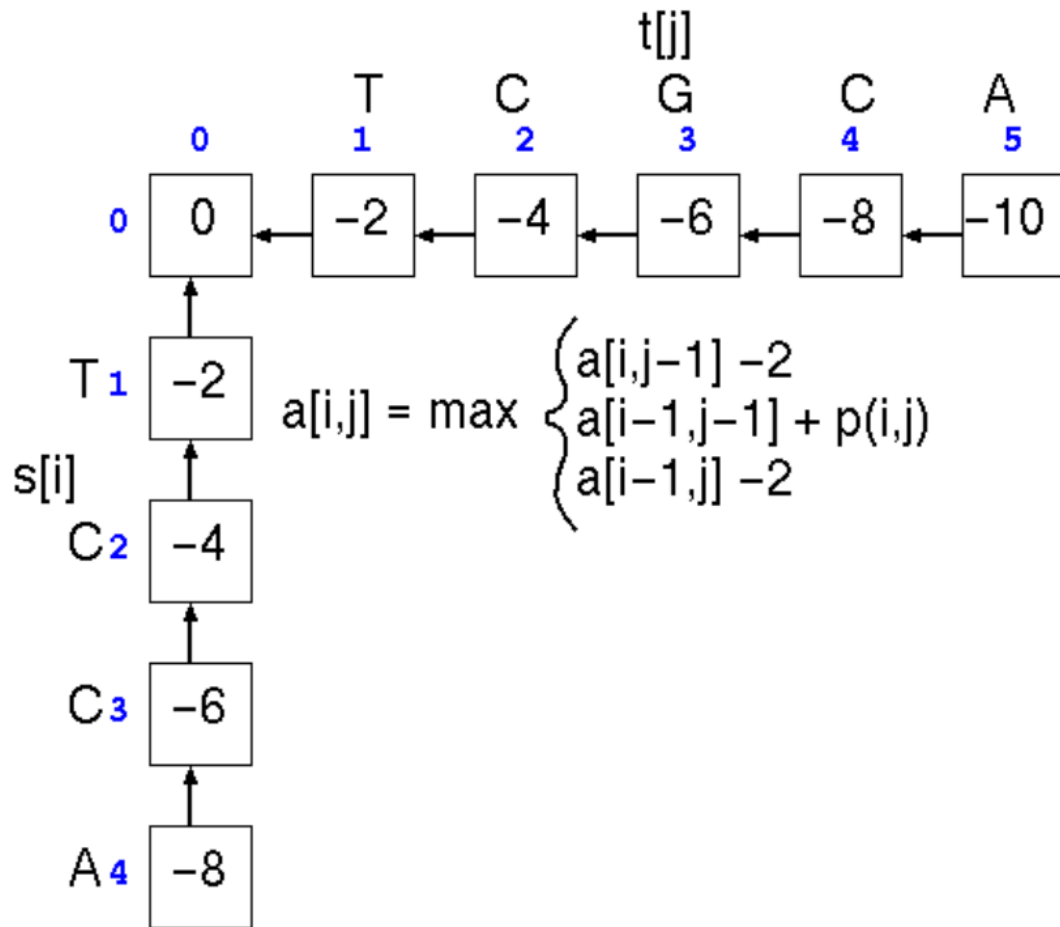 t[j]
T C G C A
0 1 2 3 4 5
0 0 −2 −4 −6 −8 −10
T 1 −2
a[i,j] = max
a[i,j−1] −2
a[i−1,j−1] + p(i,j)
a[i−1,j] −2
s[i]
C 2 −4
C 3 −6
A 4 −8